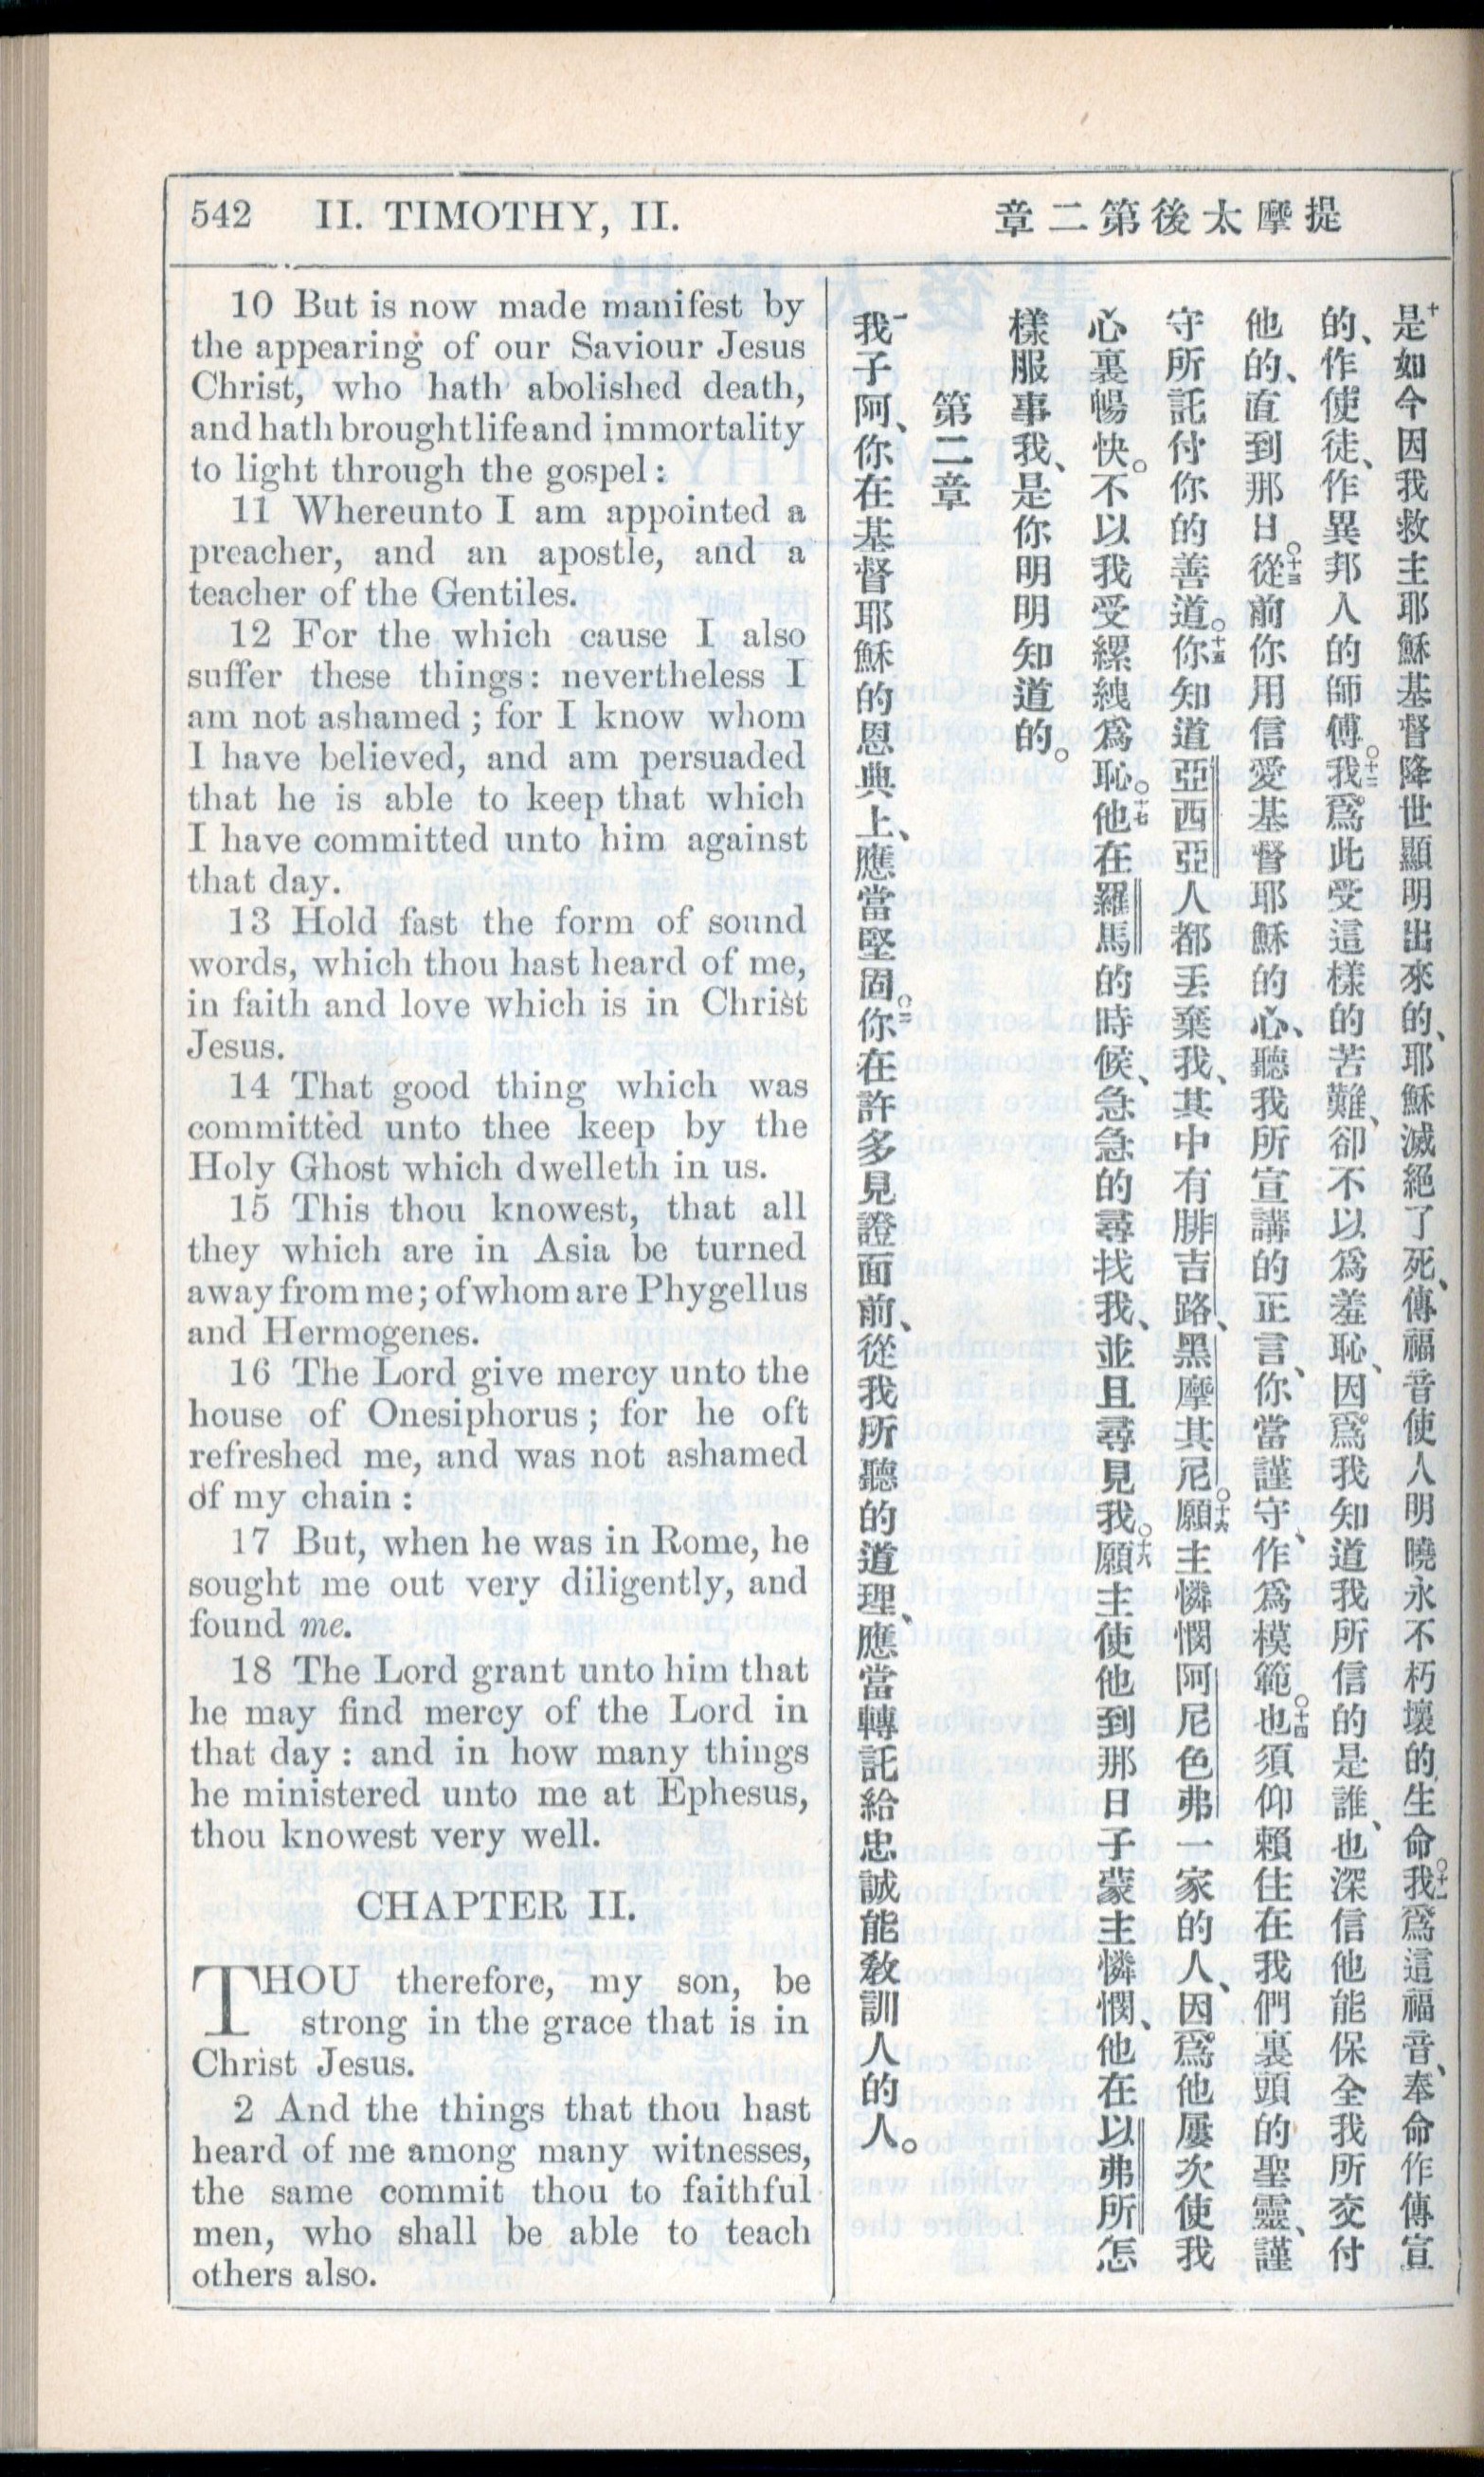 542 II. TIMOTHY, II.
章二第後太摩提
10 But is now made manifest by
the appearing of our Saviour Jesus
Christ, who hath abolished death,
and hath brought life and immortality
to light through the gospel:
11 Whereunto I am appointed a
preacher, and an apostle, and a
teacher of the Gentiles.
12 For the which cause I also
suffer these things: nevertheless I
am not ashamed; for I know whom
I have believed, and am persuaded
that he is able to keep that which
I have committed unto him against
that day.
13 Hold fast the form of sound
words, which thou hast heard of me,
in faith and love which is in Christ
Jesus.
14 That good thing which was
committed unto thee keep by the
Holy Ghost which dwelleth in us.
15 This thou knowest, that all
they which are in Asia be turned
away from me; of whom are Phygellus
and Hermogenes.
16 The Lord give mercy unto the
house of Onesiphorus; for he oft
refreshed me, and was not ashamed
of my chain:
17 But, when he was in Rome, he
sought me out very diligently, and
found me.
18 The Lord grant unto him that
he may find mercy of the Lord in
that day: and in how many things
he ministered unto me at Ephesus,
thou knowest very well.
CHAPTER II.
THOU therefore, my son, be
strong in the grace that is in
Christ Jesus.
2 And the things that thou hast
heard of me among many witnesses,
the same commit thou to faithful
men, who shall be able to teach
others also.
十是如今因我救主耶穌基督降世顯明出來的、耶穌滅絕了死、傳福音使人明曉永不朽壞的生命。十一我爲這福音、奉命作傳宣
的、作使徒、作異邦人的師傅。十二我爲此受這樣的苦難、卻不以爲羞恥、因爲我知道我所信的是誰、也深信他能保全我所交付
他的、直到那日。十三從前你用信愛基督耶穌的心、聽我所宣講的正言、你當謹守、作爲模範。十四也須仰賴住在我們裏頭的聖靈、謹
守所託付你的善道。十五你知道亞西亞人都丟棄我、其中有腓吉路、黑摩其尼。十六願主憐憫阿尼色弗一家的人、因爲他屢次使我
心裏暢快。不以我受縲絏爲恥。十七他在羅馬的時候、急急的尋找我、並且尋見我。十六願主使他到那日子蒙主憐憫、他在以弗所怎
樣服事我、是你明明知道的。
第二章
一我子阿、你在基督耶穌的恩典上、應當堅固。二你在許多見證面前、從我所聽的道理、應當轉託給忠誠能敎訓人的人。